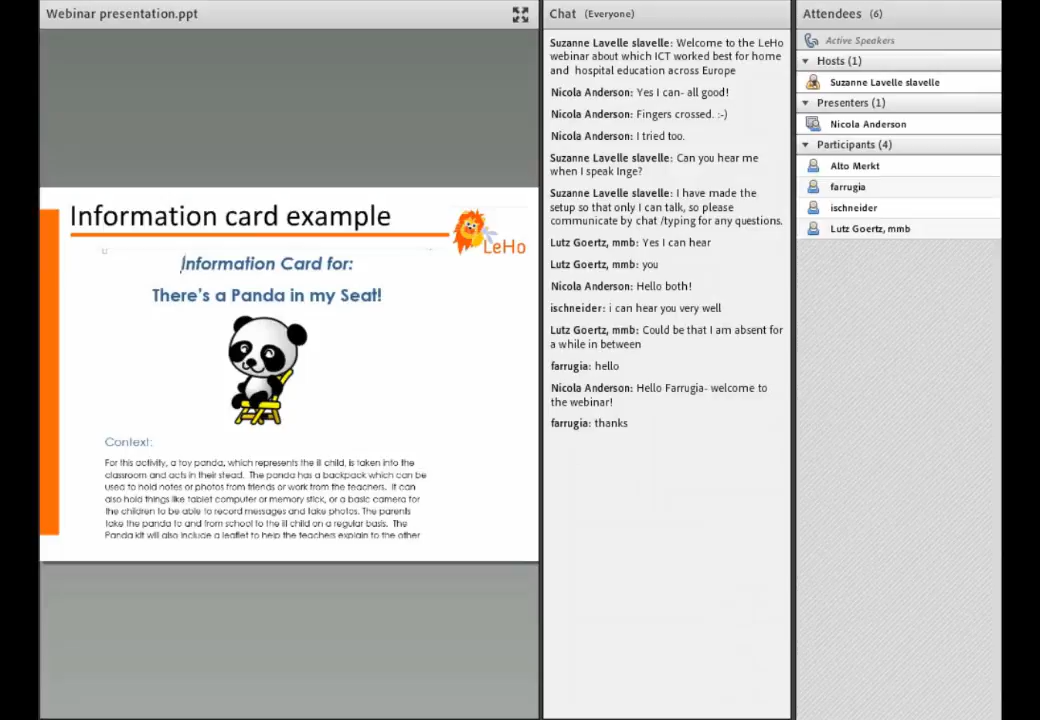 Webinar presentation.ppt
Information card example
LeHo
Information Card for:
There's a Panda in my Seat!
Context:
For this activity, a toy panda, which represents the ill child, is taken into the
classroom and acts in their stead. The panda has a backpack which can be
used to hold notes or photos from friends or work from the teachers. It can
also hold things like tablet computer or memory stick, or a basic camera for
the children to be able to record messages and take photos. The parents
take the panda to and from school to the ill child on a regular basis. The
Panda kit will also include a leaflet to help the teachers explain to the other
Chat (Everyone)
Suzanne Lavelle slavelle: Welcome to the LeHo
webinar about which ICT worked best for home
and hospital education across Europe
Nicola Anderson: Yes I can- all good!
Nicola Anderson: Fingers crossed. :-)
Nicola Anderson: I tried too.
Suzanne Lavelle slavelle: Can you hear me
when I speak Inge?
Suzanne Lavelle slavelle: I have made the
setup so that only I can talk, so please
communicate by chat /typing for any questions.
Lutz Goertz, mmb: Yes I can hear
Lutz Goertz, mmb: you
Nicola Anderson: Hello both!
ischneider: i can hear you very well
Lutz Goertz, mmb: Could be that I am absent for
a while in between
farrugia: hello
Nicola Anderson: Hello Farrugia- welcome to
the webinar!
farrugia: thanks
Attendees (6)
Active Speakers
Hosts (1)
Suzanne Lavelle slavelle
Presenters (1)
Nicola Anderson
Participants (4)
Alto Merkt
farrugia
ischneider
Lutz Goertz, mmb